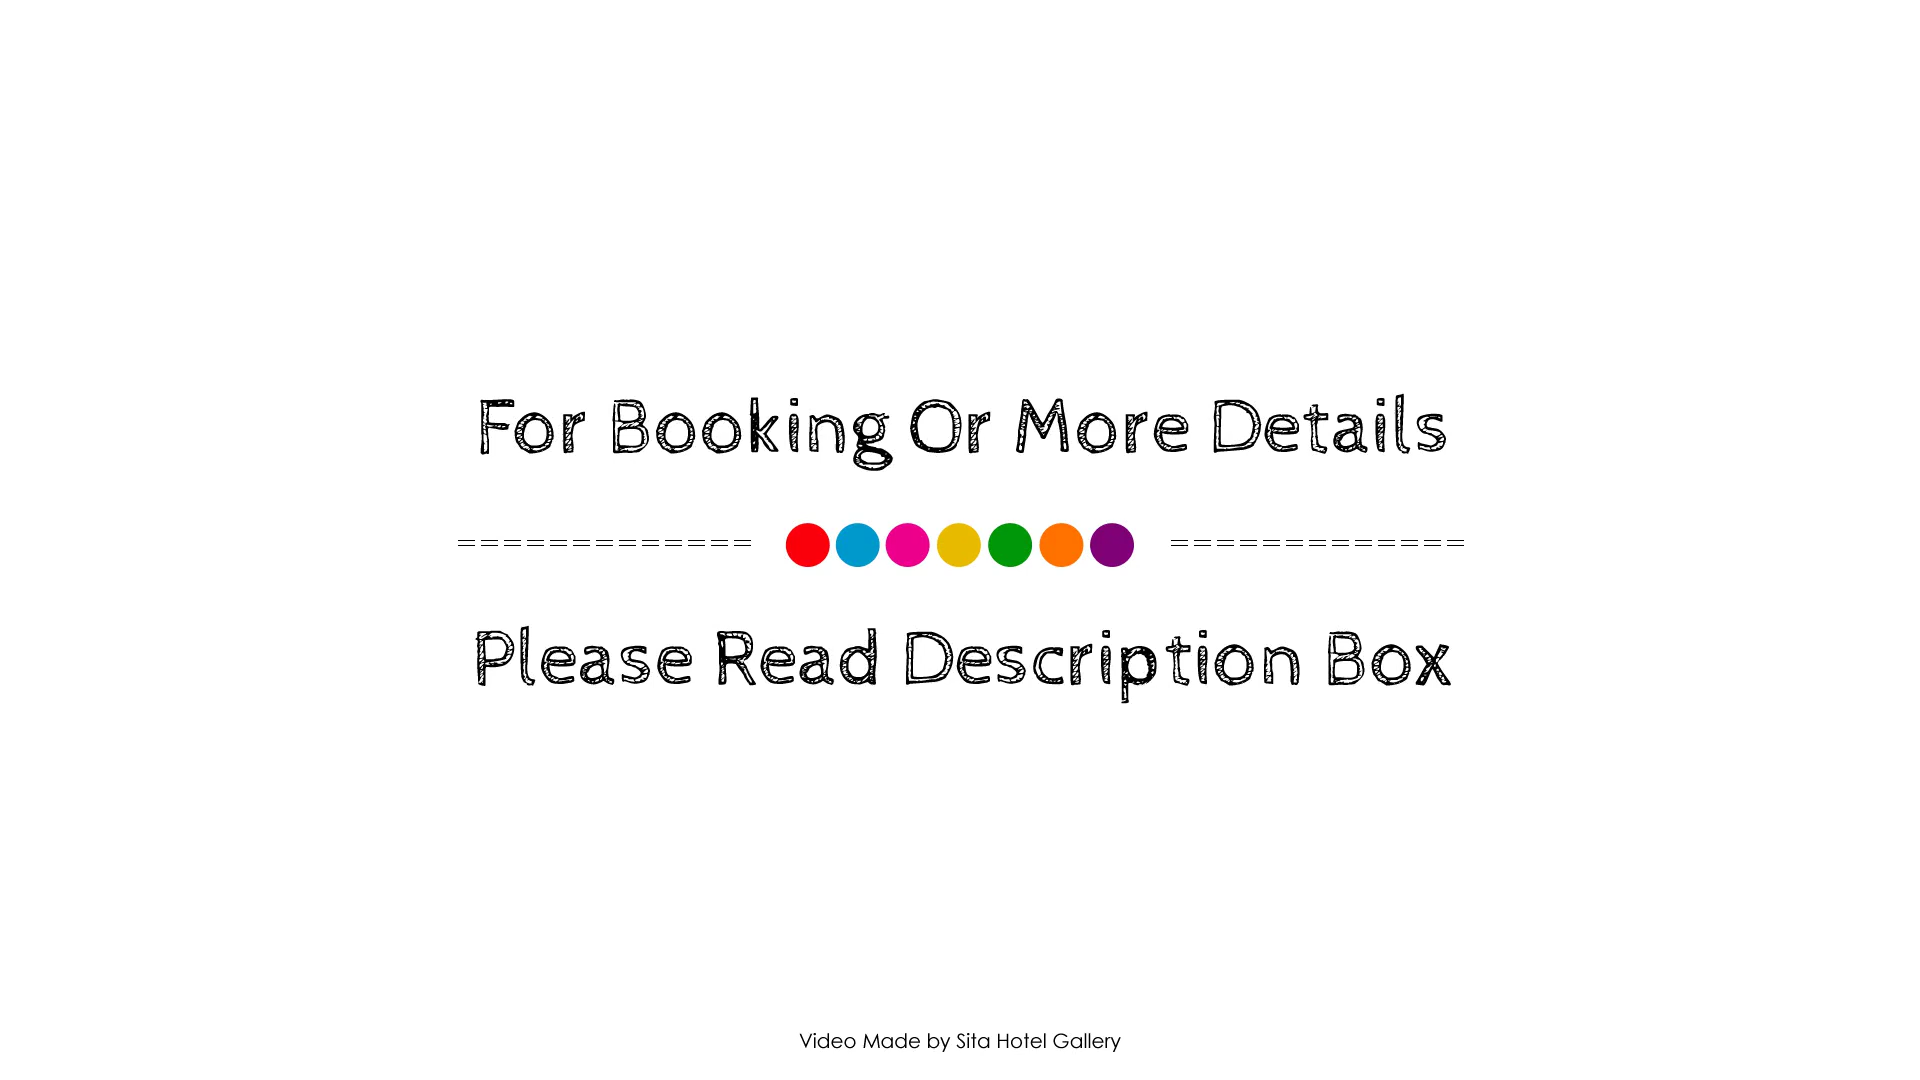 For Booking Or More Details
============= =============
Please Read Description Box
Video Made by Sita Hotel Gallery